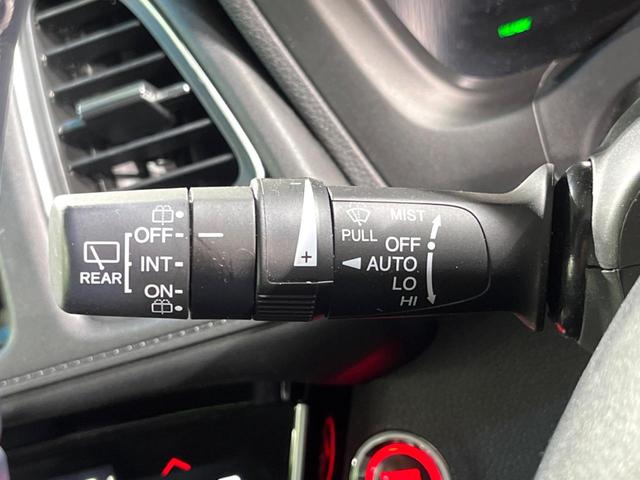 REAR
OFF
INT
ON
− 
+
PULL
MIST
OFF
AUTO
LO
HI